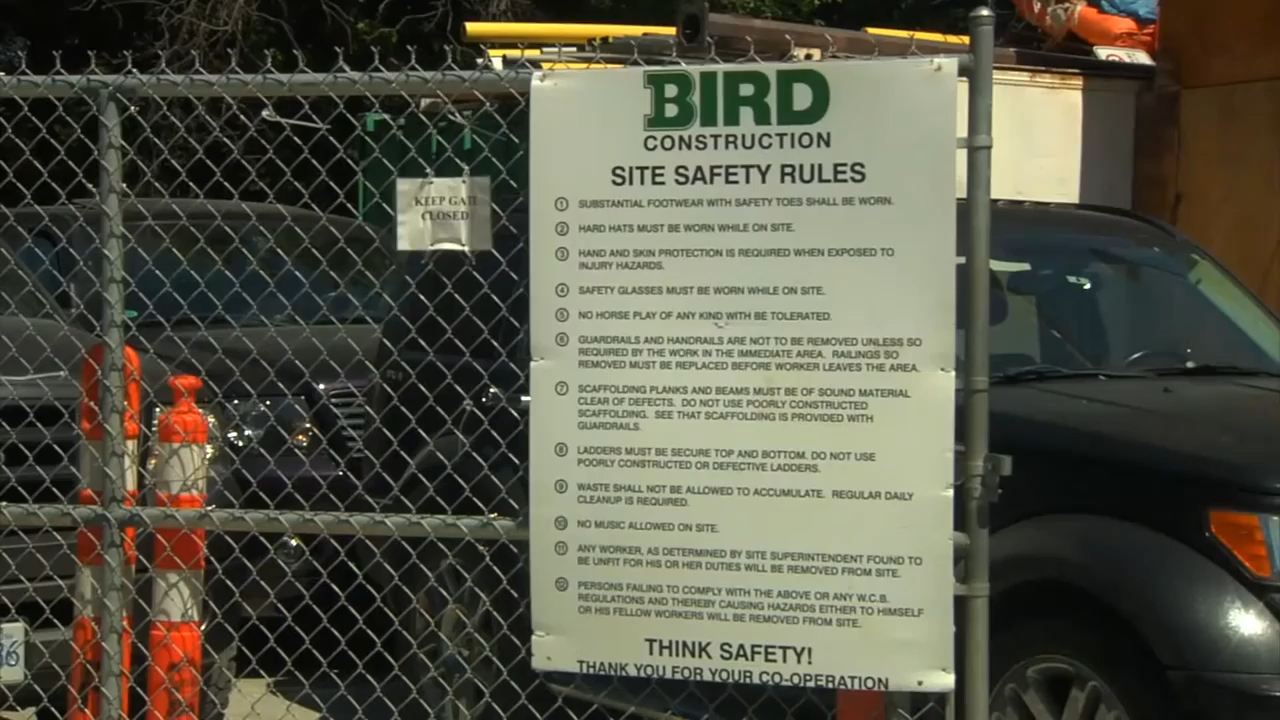 BIRD
CONSTRUCTION
SITE SAFETY RULES
1 SUBSTANTIAL FOOTWEAR WITH SAFETY TOES SHALL BE WORN.
2 HARD HATS MUST BE WORN WHILE ON SITE.
3 HAND AND SKIN PROTECTION IS REQUIRED WHEN EXPOSED TO
INJURY HAZARDS.
4 SAFETY GLASSES MUST BE WORN WHILE ON SITE.
5 NO HORSE PLAY OF ANY KIND WITH BE TOLERATED.
6 GUARDRAILS AND HANDRAILS ARE NOT TO BE REMOVED UNLESS SO
REQUIRED BY THE WORK IN THE IMMEDIATE AREA. RAILINGS SO
REMOVED MUST BE REPLACED BEFORE WORKER LEAVES THE AREA.
7 SCAFFOLDING PLANKS AND BEAMS MUST BE OF SOUND MATERIAL
CLEAR OF DEFECTS. DO NOT USE POORLY CONSTRUCTED
SCAFFOLDING. SEE THAT SCAFFOLDING IS PROVIDED WITH
GUARDRAILS.
8 LADDERS MUST BE SECURE TOP AND BOTTOM. DO NOT USE
POORLY CONSTRUCTED OR DEFECTIVE LADDERS.
9 WASTE SHALL NOT BE ALLOWED TO ACCUMULATE. REGULAR DAILY
CLEANUP IS REQUIRED.
10 NO MUSIC ALLOWED ON SITE.
11 ANY WORKER, AS DETERMINED BY SITE SUPERINTENDENT FOUND TO
BE UNFIT FOR HIS OR HER DUTIES WILL BE REMOVED FROM SITE.
12 PERSONS FAILING TO COMPLY WITH THE ABOVE OR ANY W.C.B.
REGULATIONS AND THEREBY CAUSING HAZARDS EITHER TO HIMSELF
OR HIS FELLOW WORKERS WILL BE REMOVED FROM SITE.
THINK SAFETY!
THANK YOU FOR YOUR CO-OPERATION
KEEP GATE
CLOSED